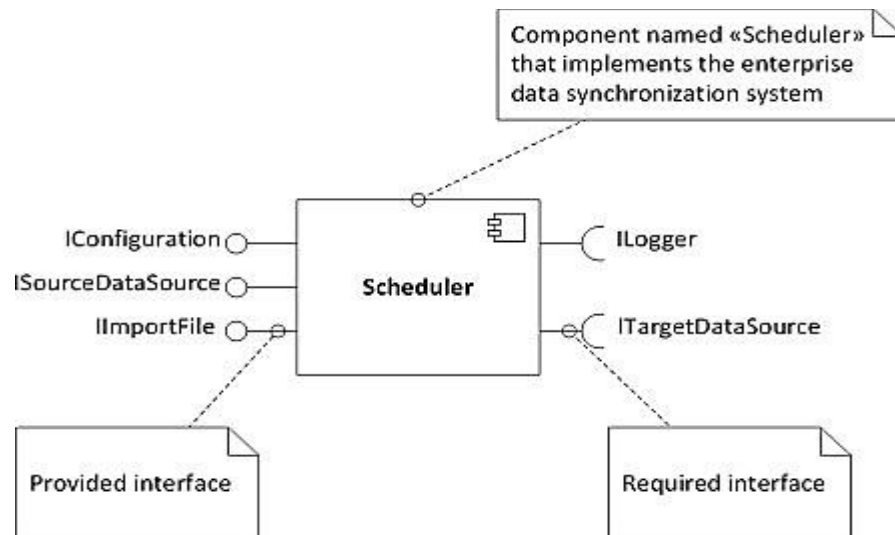 Component named «Scheduler»
that implements the enterprise
data synchronization system
IConfiguration
ISourceDataSource
IImportFile
Scheduler
ILogger
ITargetDataSource
Provided interface
Required interface